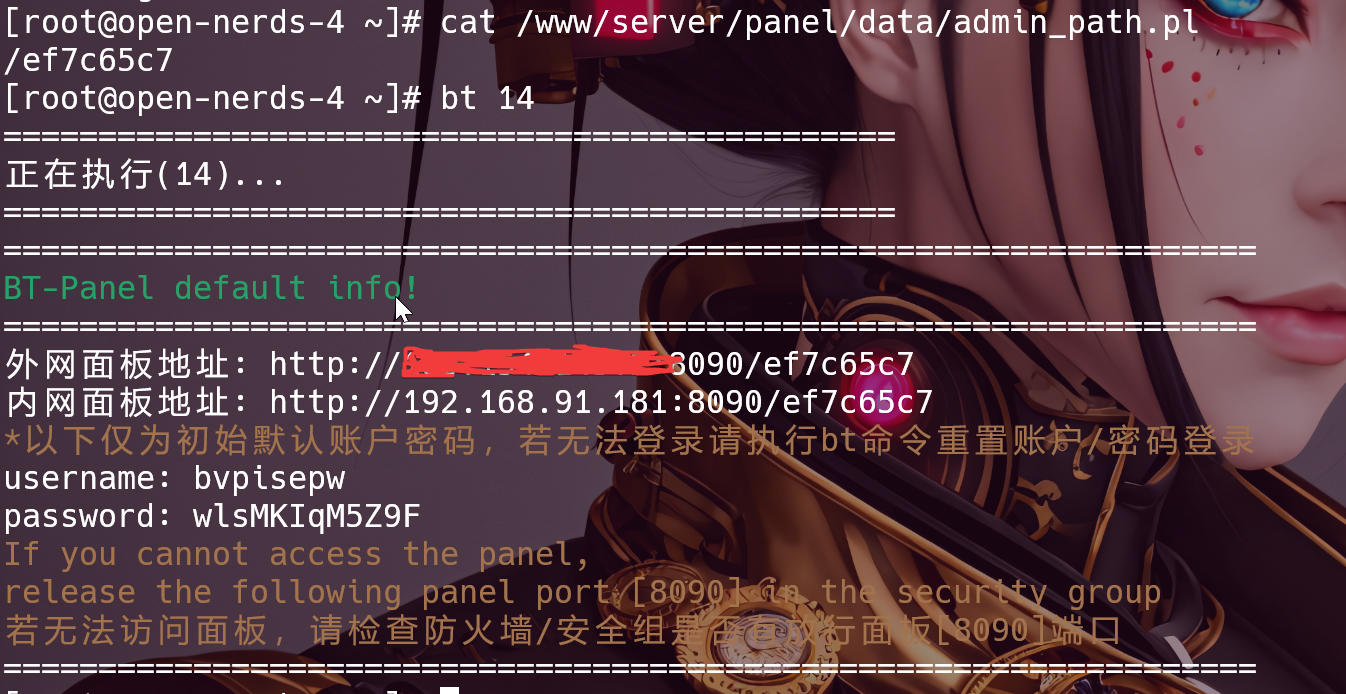 [root@open-nerds-4 ~]# cat /www/server/panel/data/admin_path.pl
/ef7c65c7
[root@open-nerds-4 ~]# bt 14
===============================================
正在执行(14)...
===============================================
==================================================================
BT-Panel default info!
==================================================================
外网面板地址: http://8090/ef7c65c7
内网面板地址: http://192.168.91.181:8090/ef7c65c7
*以下仅为初始默认账户密码，若无法登录请执行bt命令重置账户/密码登录
username: bvpisepw
password: wlsMKIqM5Z9F
If you cannot access the panel,
release the following panel port [8090] in the security group
若无法访问面板，请检查防火墙/安全组是否有放行面板[8090]端口
==================================================================